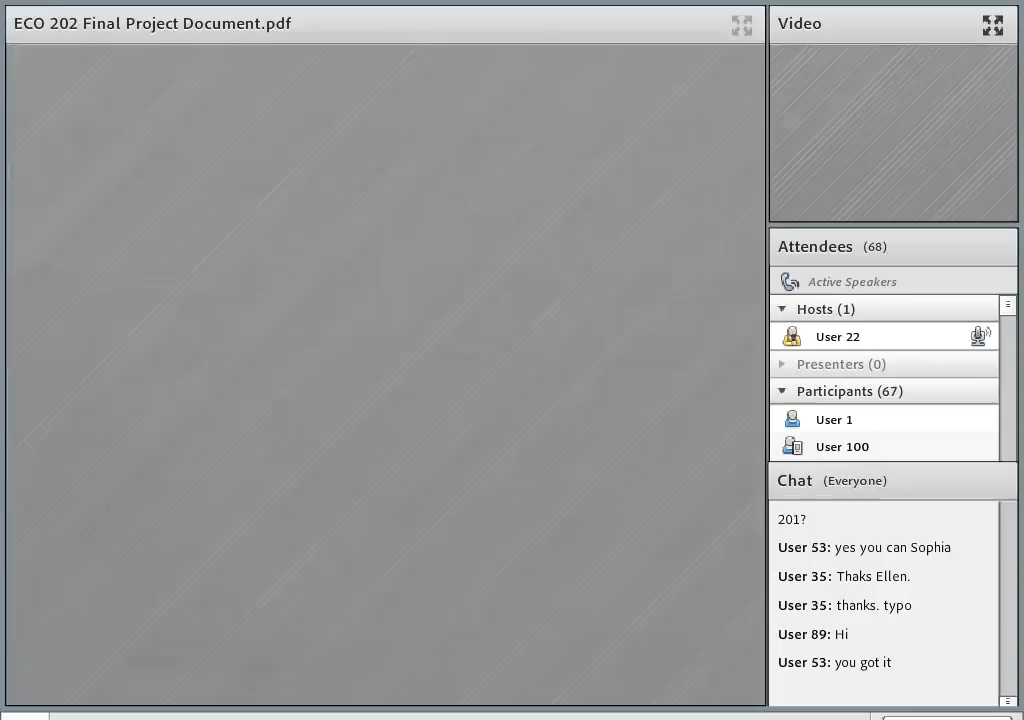 ECO 202 Final Project Document.pdf
Video
Attendees (68)
Active Speakers
Hosts (1)
User 22
Presenters (0)
Participants (67)
User 1
User 100
Chat (Everyone)
201?
User 53: yes you can Sophia
User 35: Thaks Ellen.
User 35: thanks. typo
User 89: Hi
User 53: you got it